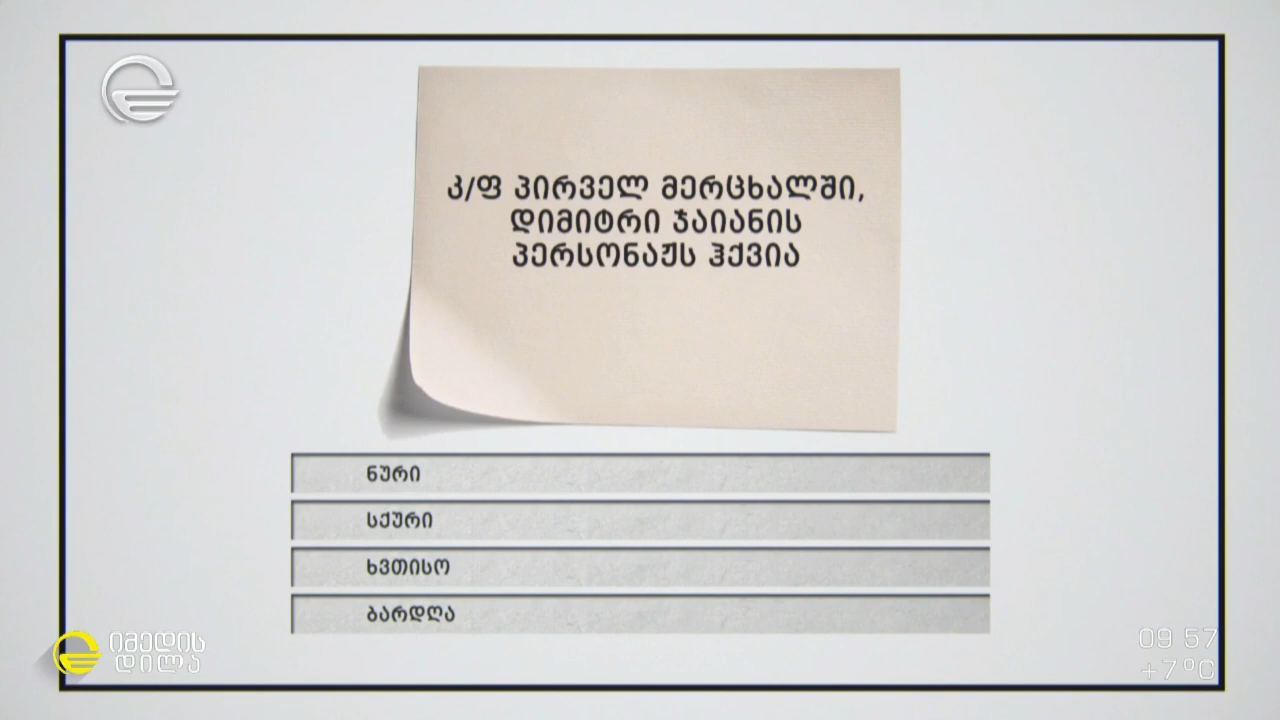 კ/ფ პირველ მერცხალში,
დიმიტრი ჯაიანის
პერსონაჟს ჰქვია
ნური
სქური
ხვთისო
ბარდღა
იმედის
დილა
09 57
+7°C